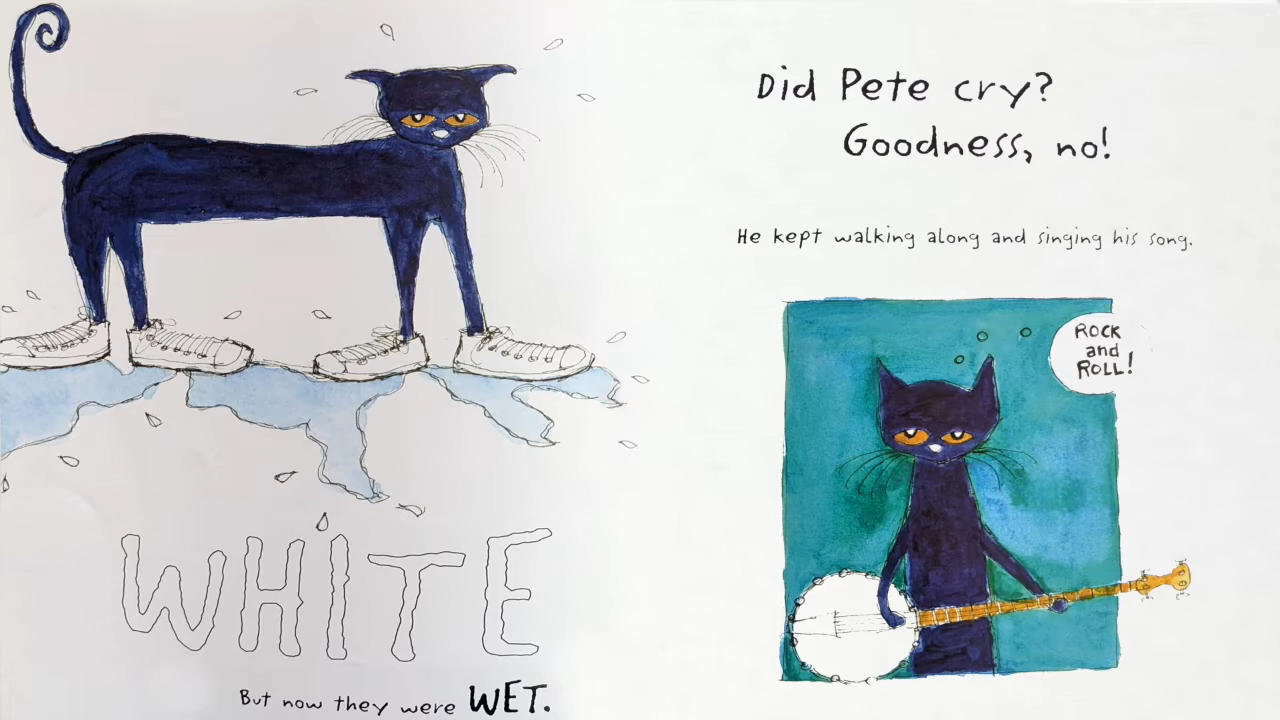 WHITE
But now they were WET.
Did Pete cry?
Goodness, no!
He kept walking along and singing his song.
ROCK
and
ROLL!